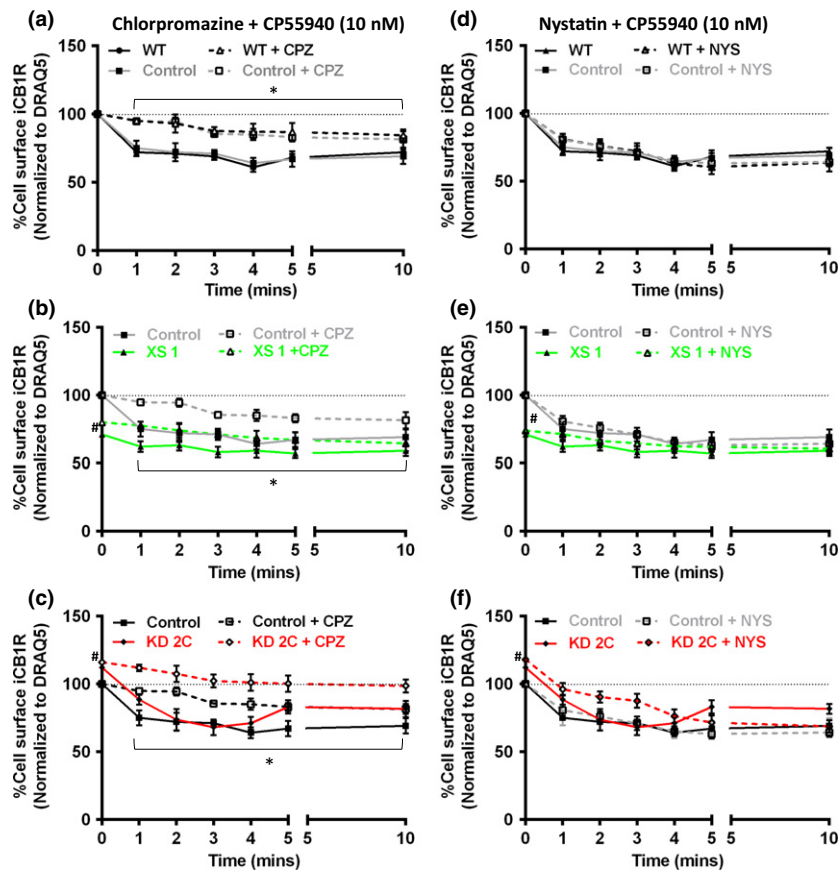 (a) Chlorpromazine + CP55940 (10 nM)
150
WT WT + CPZ
Control Control + CPZ
*
100
50
0
0 1 2 3 4 5 5 10
Time (mins)
%Cell surface iCB1R
(Normalized to DRAQ5)
(d) Nystatin + CP55940 (10 nM)
150
WT WT + NYS
Control Control + NYS
100
50
0
0 1 2 3 4 5 5 10
Time (mins)
%Cell surface iCB1R
(Normalized to DRAQ5)
(b)
150
Control Control + CPZ
XS 1 XS 1 +CPZ
100
#
50
*
0
0 1 2 3 4 5 5 10
Time (mins)
%Cell surface iCB1R
(Normalized to DRAQ5)
(e)
150
Control Control + NYS
XS 1 XS 1 + NYS
100
#
50
0
0 1 2 3 4 5 5 10
Time (mins)
%Cell surface iCB1R
(Normalized to DRAQ5)
(c)
150
Control Control + CPZ
KD 2C KD 2C + CPZ
#
100
50
*
0
0 1 2 3 4 5 5 10
Time (mins)
%Cell surface iCB1R
(Normalized to DRAQ5)
(f)
150
Control Control + NYS
KD 2C KD 2C + NYS
#
100
50
0
0 1 2 3 4 5 5 10
Time (mins)
%Cell surface iCB1R
(Normalized to DRAQ5)